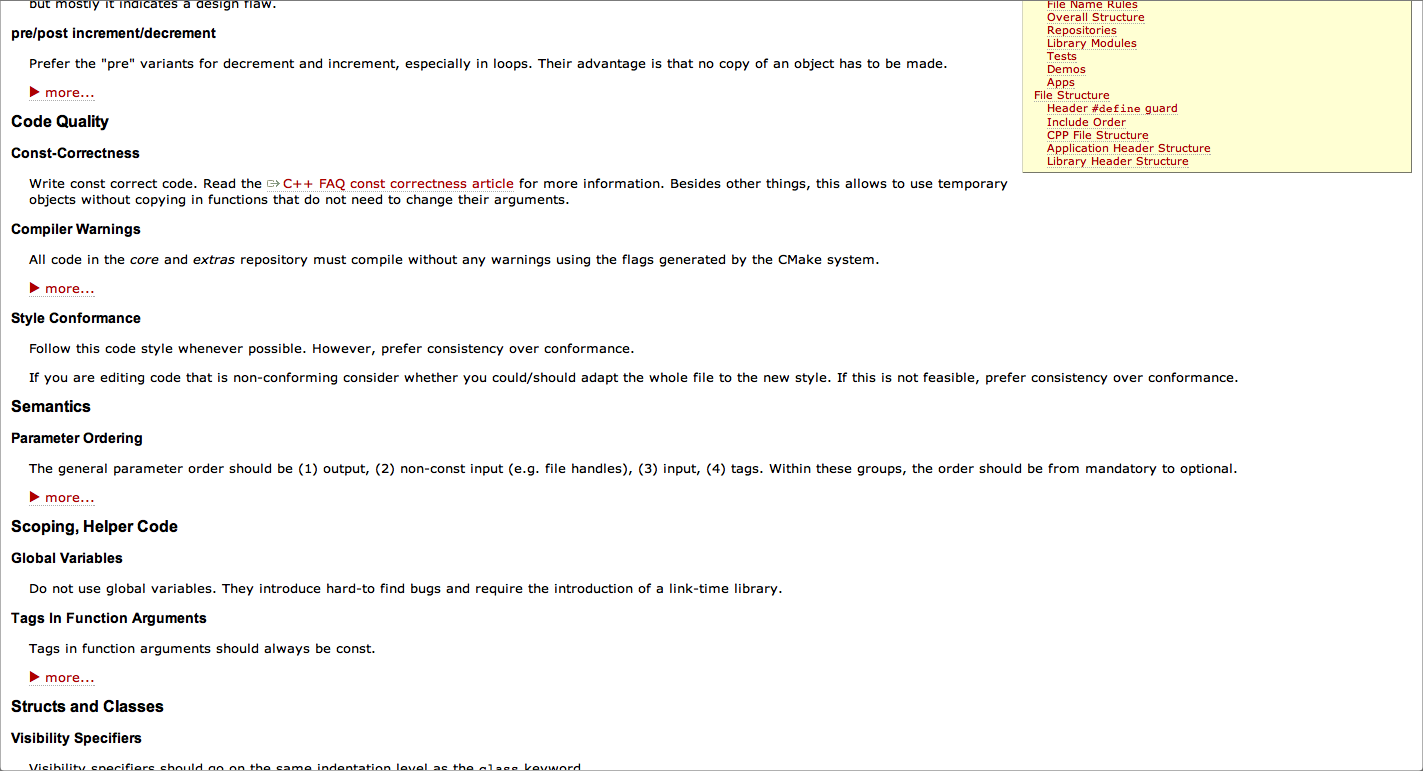 but mostly it indicates a design flaw.
pre/post increment/decrement
Prefer the "pre" variants for decrement and increment, especially in loops. Their advantage is that no copy of an object has to be made.
more...
Code Quality
Const-Correctness
Write const correct code. Read the C++ FAQ const correctness article for more information. Besides other things, this allows to use temporary
objects without copying in functions that do not need to change their arguments.
Compiler Warnings
All code in the core and extras repository must compile without any warnings using the flags generated by the CMake system.
more...
Style Conformance
Follow this code style whenever possible. However, prefer consistency over conformance.
If you are editing code that is non-conforming consider whether you could/should adapt the whole file to the new style. If this is not feasible, prefer consistency over conformance.
Semantics
Parameter Ordering
The general parameter order should be (1) output, (2) non-const input (e.g. file handles), (3) input, (4) tags. Within these groups, the order should be from mandatory to optional.
more...
Scoping, Helper Code
Global Variables
Do not use global variables. They introduce hard-to find bugs and require the introduction of a link-time library.
Tags In Function Arguments
Tags in function arguments should always be const.
more...
Structs and Classes
Visibility Specifiers
Visibility specifiers should go on the same indentation level as the class keyword.
File Name Rules
Overall Structure
Repositories
Library Modules
Tests
Demos
Apps
File Structure
Header #define guard
Include Order
CPP File Structure
Application Header Structure
Library Header Structure